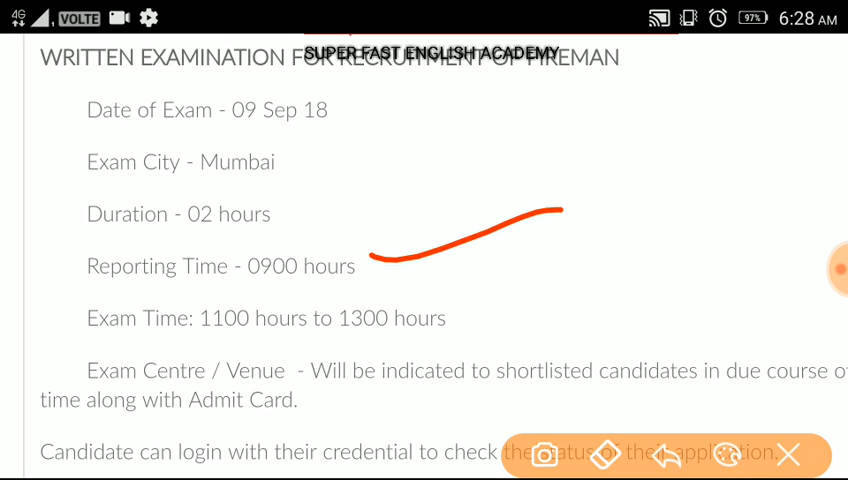 4G VOLTE 97% 6:28 AM
SUPER FAST ENGLISH ACADEMY
WRITTEN EXAMINATION FOR RECRUITMENT OF FIREMAN
Date of Exam - 09 Sep 18
Exam City - Mumbai
Duration - 02 hours
Reporting Time - 0900 hours
Exam Time: 1100 hours to 1300 hours
Exam Centre / Venue - Will be indicated to shortlisted candidates in due course of
time along with Admit Card.
Candidate can login with their credential to check the status of their application.